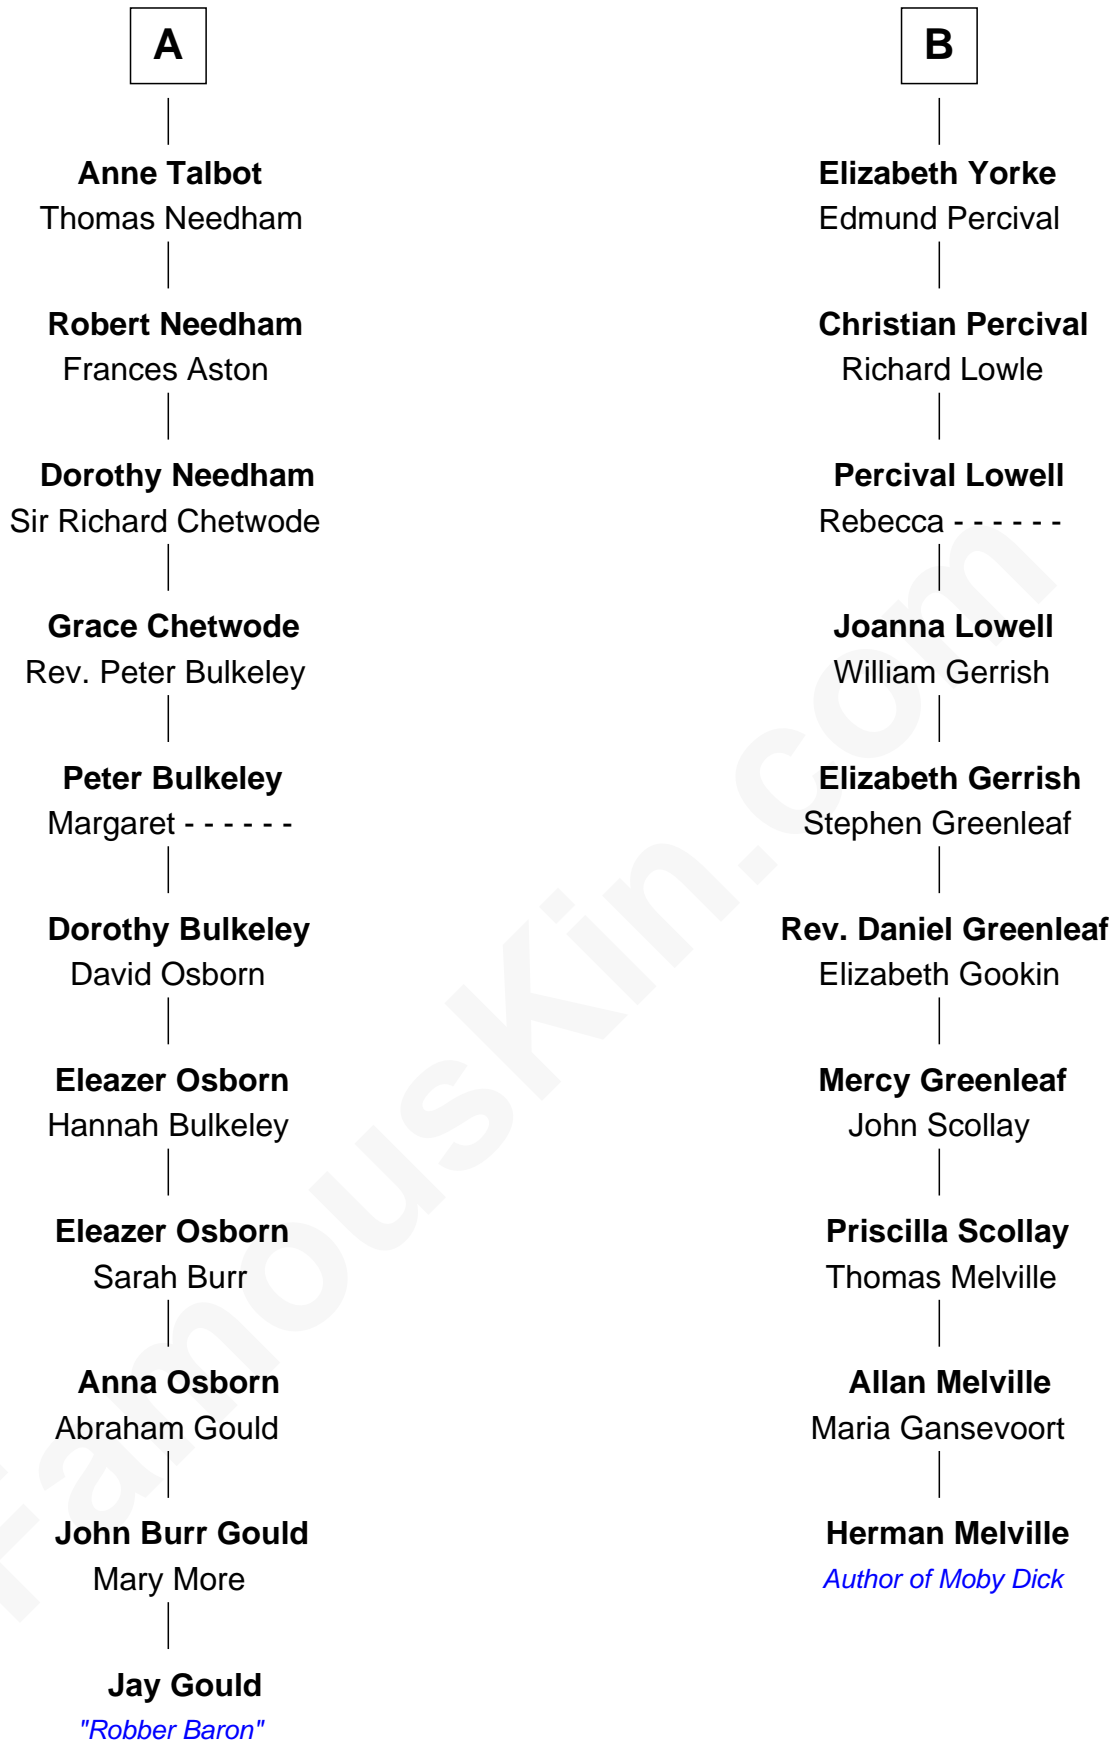 A
Anne Talbot
Thomas Needham
Robert Needham
Frances Aston
Dorothy Needham
Sir Richard Chetwode
Grace Chetwode
Rev. Peter Bulkeley
Peter Bulkeley
Margaret - - - - - -
Dorothy Bulkeley
David Osborn
Eleazer Osborn
Hannah Bulkeley
Eleazer Osborn
Sarah Burr
Anna Osborn
Abraham Gould
John Burr Gould
Mary More
Jay Gould
"Robber Baron"
B
Elizabeth Yorke
Edmund Percival
Christian Percival
Richard Lowle
Percival Lowell
Rebecca - - - - - -
Joanna Lowell
William Gerrish
Elizabeth Gerrish
Stephen Greenleaf
Rev. Daniel Greenleaf
Elizabeth Gookin
Mercy Greenleaf
John Scollay
Priscilla Scollay
Thomas Melville
Allan Melville
Maria Gansevoort
Herman Melville
Author of Moby Dick
FamousKin.com